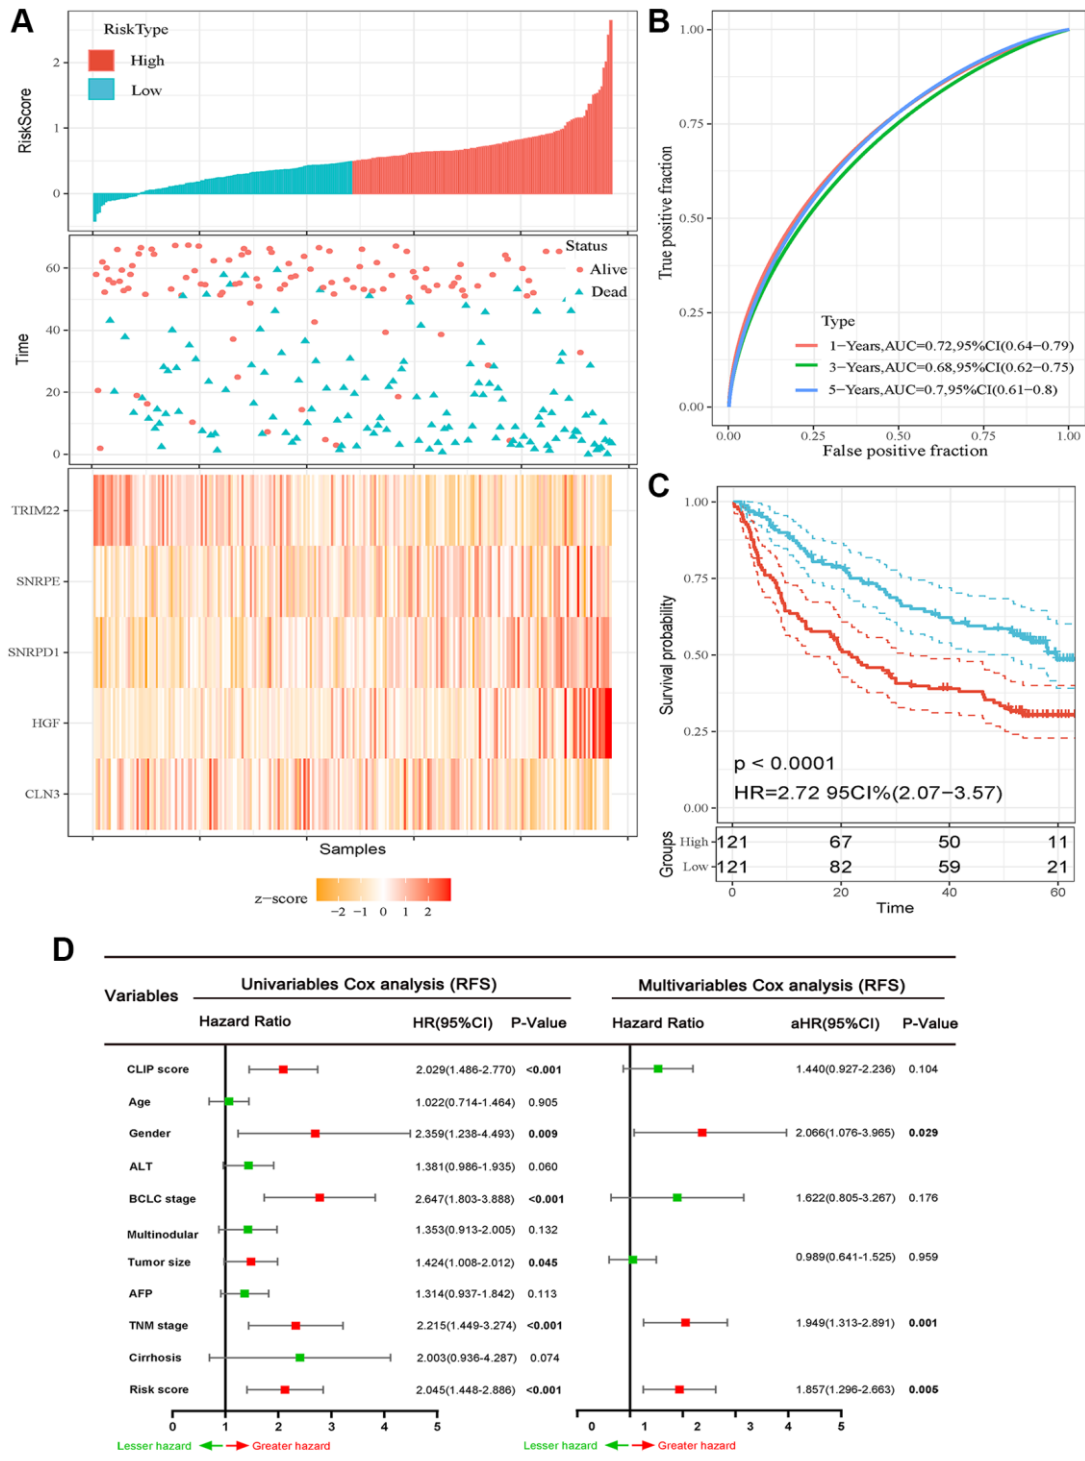 A
RiskType
High
Low
RiskScore
2
1
0
Status
Alive
Dead
Time
60
40
20
0
TRIM22
SNRPE
SNRPD1
HGF
CLN3
Samples
z−score
−2 −1 0 1 2
B
True positive fraction
1.00
0.75
0.50
0.25
0.00
Type
1−Years,AUC=0.72,95%CI(0.64−0.79)
3−Years,AUC=0.68,95%CI(0.62−0.75)
5−Years,AUC=0.7,95%CI(0.61−0.8)
0.00 0.25 0.50 0.75 1.00
False positive fraction
C
Survival probability
1.00
0.75
0.50
0.25
0.00
p < 0.0001
HR=2.72 95CI%(2.07−3.57)
Groups
High 121 67 50 11
Low 121 82 59 21
0 20 40 60
Time
D
Variables
Univariables Cox analysis (RFS)
Multivariables Cox analysis (RFS)
Hazard Ratio HR(95%CI) P-Value Hazard Ratio aHR(95%CI) P-Value
CLIP score 2.029(1.486-2.770) <0.001 1.440(0.927-2.236) 0.104
Age 1.022(0.714-1.464) 0.905
Gender 2.359(1.238-4.493) 0.009 2.066(1.076-3.965) 0.029
ALT 1.381(0.986-1.935) 0.060
BCLC stage 2.647(1.803-3.888) <0.001 1.622(0.805-3.267) 0.176
Multinodular 1.353(0.913-2.005) 0.132
Tumor size 1.424(1.008-2.012) 0.045 0.989(0.641-1.525) 0.959
AFP 1.314(0.937-1.842) 0.113
TNM stage 2.215(1.449-3.274) <0.001 1.949(1.313-2.891) 0.001
Cirrhosis 2.003(0.936-4.287) 0.074
Risk score 2.045(1.448-2.886) <0.001 1.857(1.296-2.663) 0.005
0 1 2 3 4 5 0 1 2 3 4 5
Lesser hazard Greater hazard Lesser hazard Greater hazard